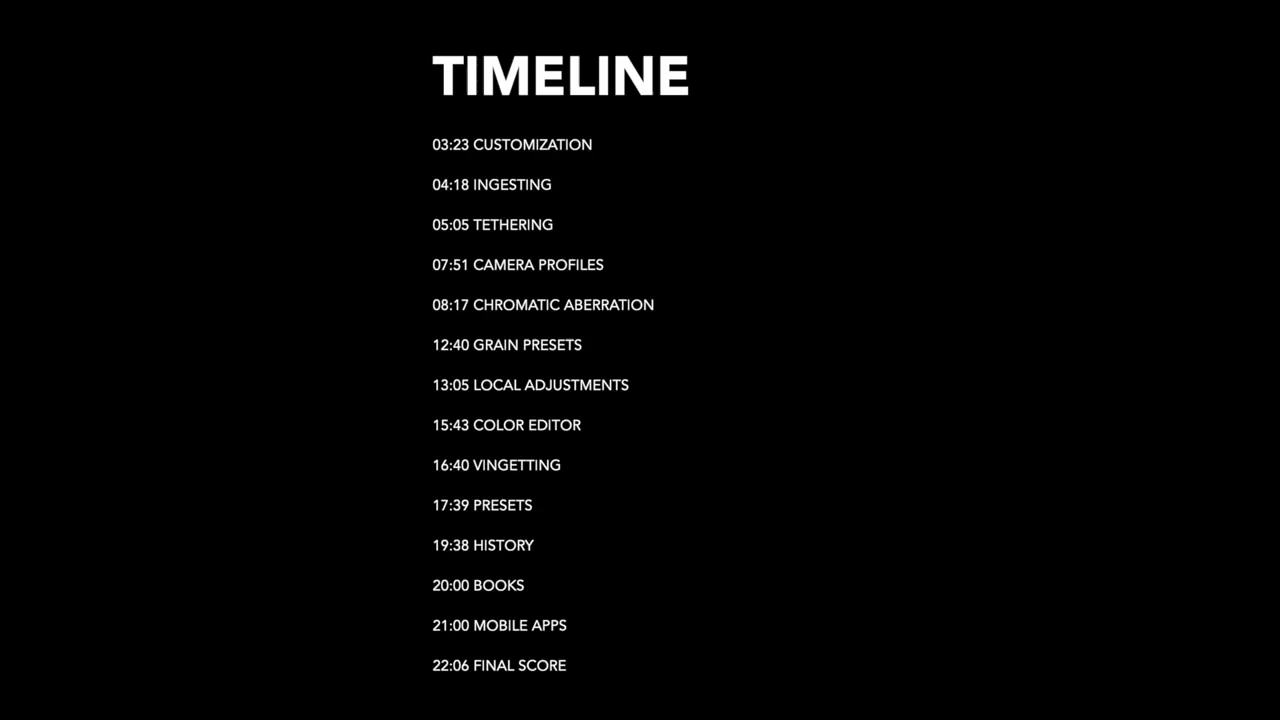 TIMELINE
03:23 CUSTOMIZATION
04:18 INGESTING
05:05 TETHERING
07:51 CAMERA PROFILES
08:17 CHROMATIC ABERRATION
12:40 GRAIN PRESETS
13:05 LOCAL ADJUSTMENTS
15:43 COLOR EDITOR
16:40 VINGETTING
17:39 PRESETS
19:38 HISTORY
20:00 BOOKS
21:00 MOBILE APPS
22:06 FINAL SCORE